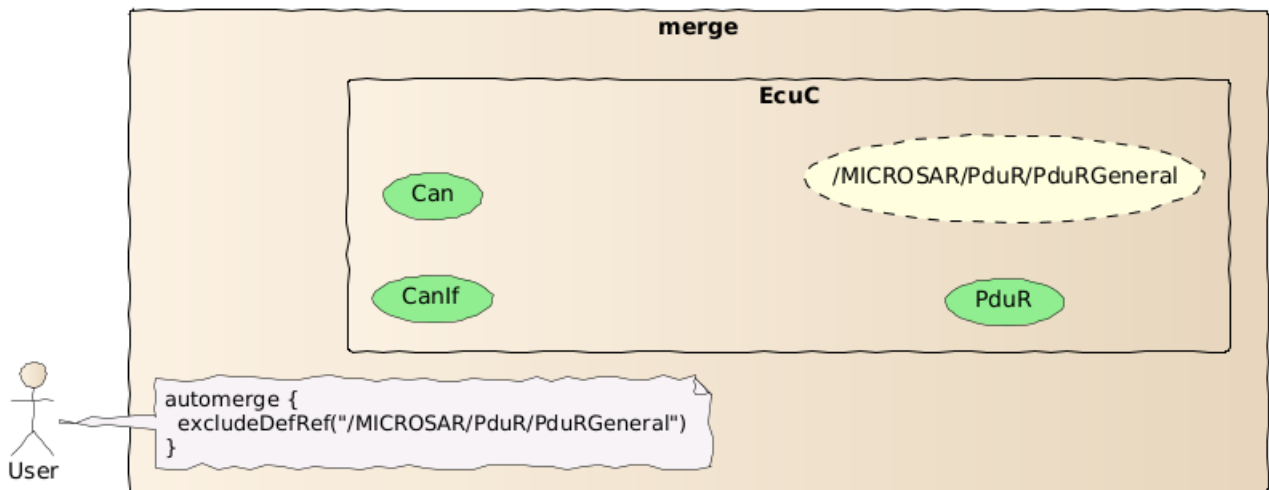 merge
EcuC
/MICROSAR/PduR/PduRGeneral
Can
CanIf
PduR
automerge {
  excludeDefRef("/MICROSAR/PduR/PduRGeneral")
}
User